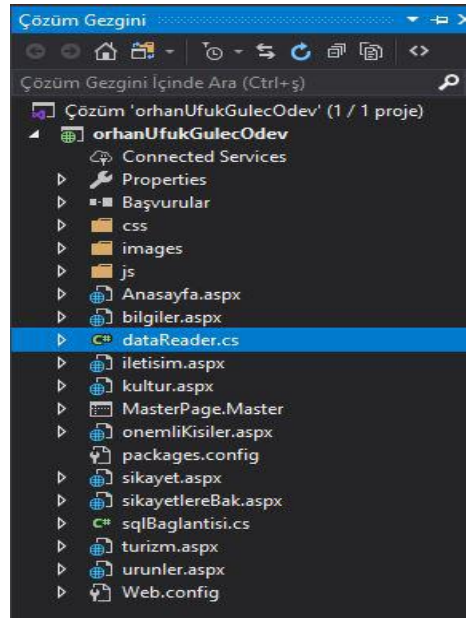 Çözüm Gezgini
Çözüm Gezgini İçinde Ara (Ctrl+ş)
Çözüm 'orhanUfukGulecOdev' (1 / 1 proje)
orhanUfukGulecOdev
Connected Services
Properties
Başvurular
css
images
js
Anasayfa.aspx
bilgiler.aspx
C# dataReader.cs
iletisim.aspx
kultur.aspx
MasterPage.Master
onemliKisiler.aspx
packages.config
sikayet.aspx
sikayetlereBak.aspx
C# sqlBaglantisi.cs
turizm.aspx
urunler.aspx
Web.config